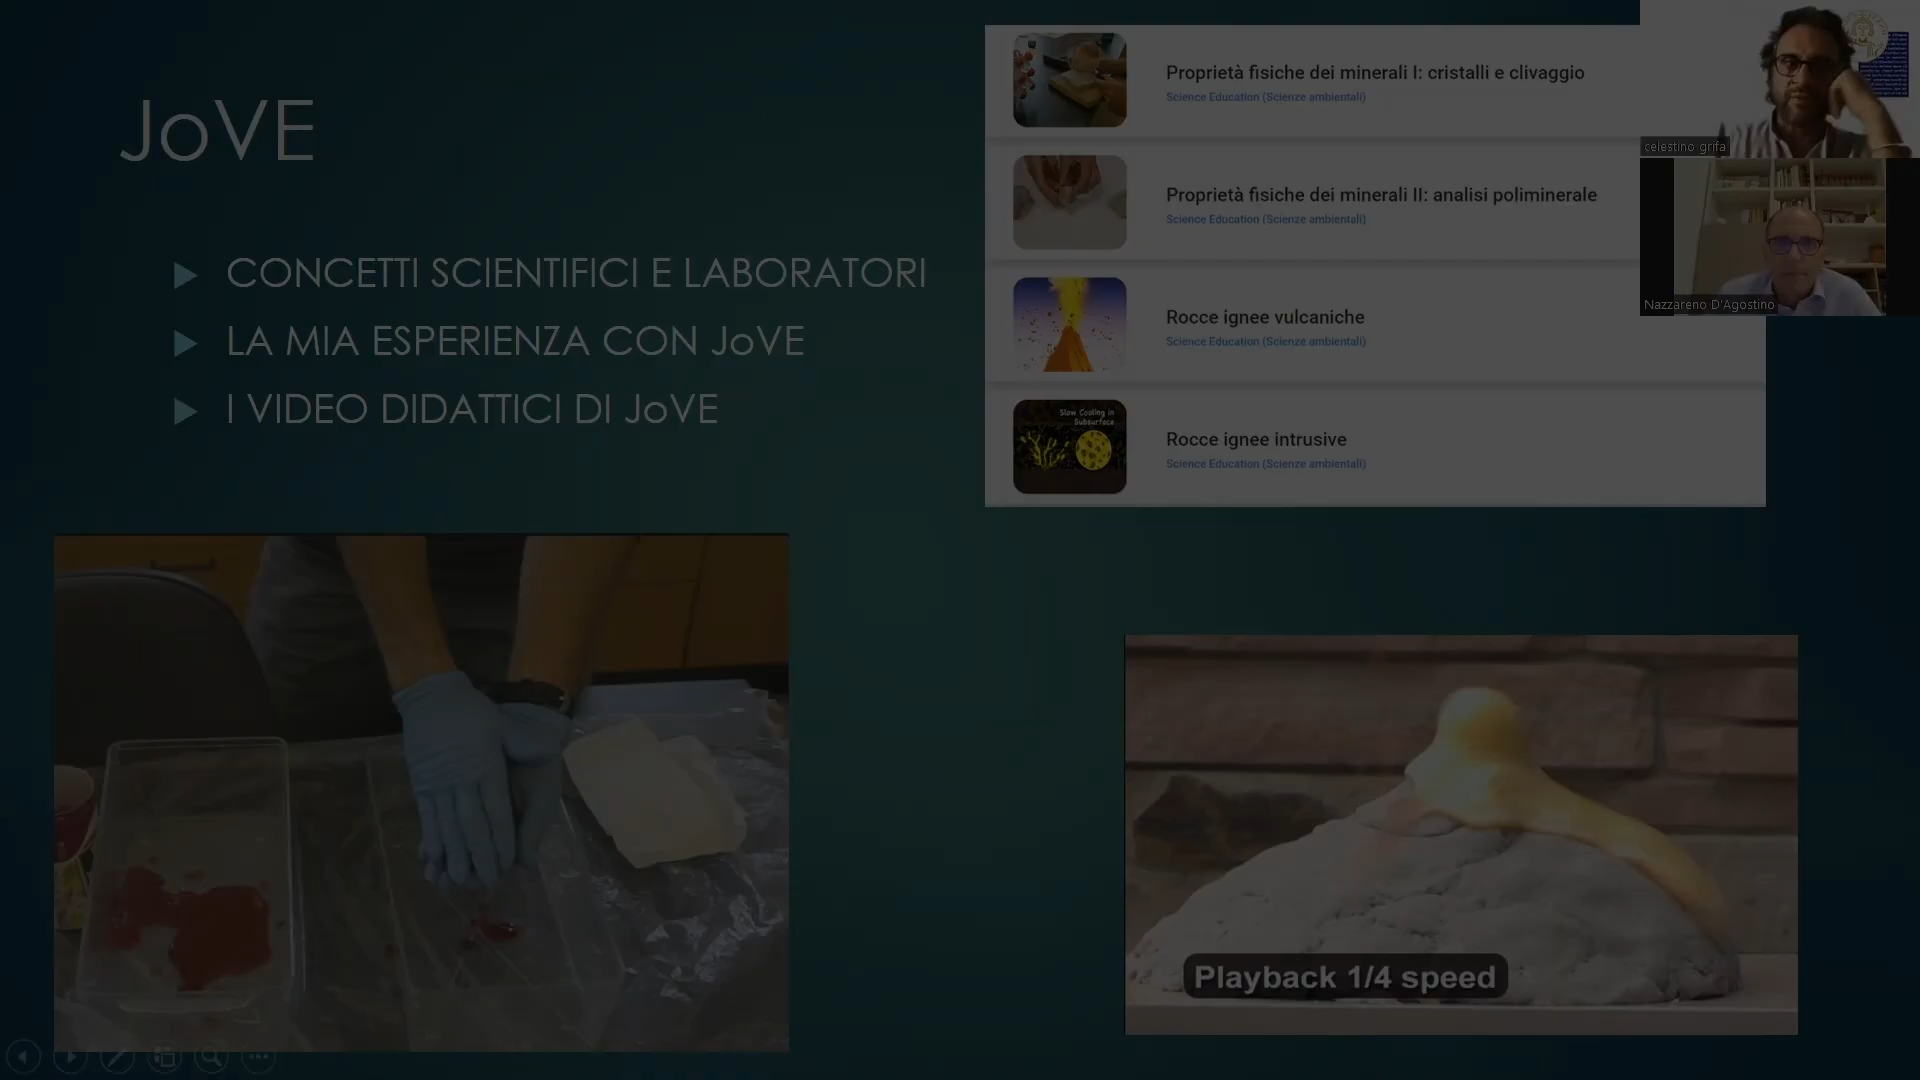 JoVE
CONCETTI SCIENTIFICI E LABORATORI
LA MIA ESPERIENZA CON JoVE
I VIDEO DIDATTICI DI JoVE
Proprietà fisiche dei minerali I: cristalli e clivaggio
Science Education (Scienze ambientali)
Proprietà fisiche dei minerali II: analisi poliminerale
Science Education (Scienze ambientali)
Rocce ignee vulcaniche
Science Education (Scienze ambientali)
Slow Cooling in
Subsurface
Rocce ignee intrusive
Science Education (Scienze ambientali)
celestino grifa
Nazzareno D'Agostino
Playback 1/4 speed